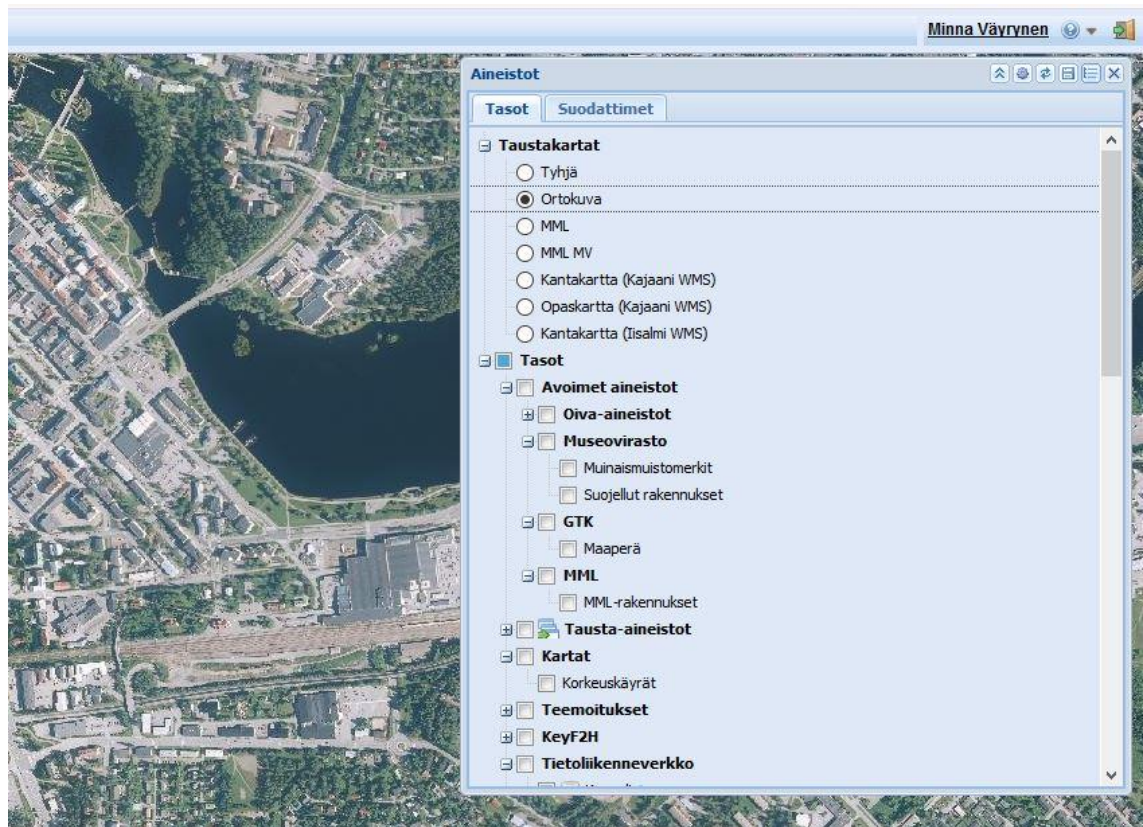 Minna Väyrynen
Aineistot
Tasot Suodattimet
Taustakartat
Tyhjä
Ortokuva
MML
MML MV
Kantakartta (Kajaani WMS)
Opaskartta (Kajaani WMS)
Kantakartta (Iisalmi WMS)
Tasot
Avoimet aineistot
Oiva-aineistot
Museovirasto
Muinaismuistomerkit
Suojellut rakennukset
GTK
Maaperä
MML
MML-rakennukset
Tausta-aineistot
Kartat
Korkeuskäyrät
Teemoitukset
KeyF2H
Tietoliikenneverkko